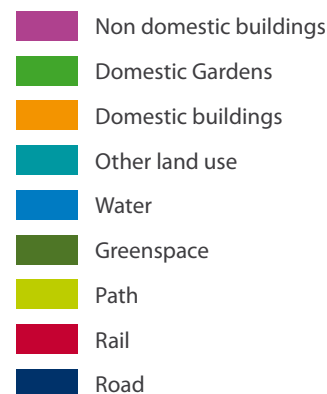 Non domestic buildings
Domestic Gardens
Domestic buildings
Other land use
Water
Greenspace
Path
Rail
Road